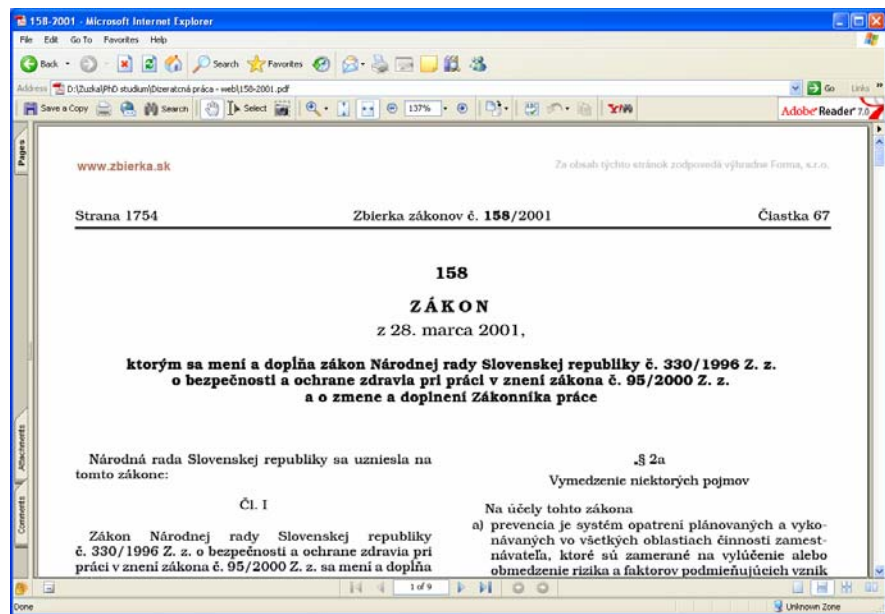 158-2001 - Microsoft Internet Explorer
File Edit Go To Favorites Help
Back Search Favorites
Address D:\Zuzka\PhD studium\Dizeratcná práca - web\158-2001.pdf Go Links »
Save a Copy Search Select 137% Y! Adobe Reader 7.0
Pages
Attachments
Comments
www.zbierka.sk Za obsah týchto stránok zodpovedá výhradne Forma, s.r.o.
Strana 1754 Zbierka zákonov č. 158/2001 Čiastka 67
158
ZÁKON
z 28. marca 2001,
ktorým sa mení a dopĺňa zákon Národnej rady Slovenskej republiky č. 330/1996 Z. z.
o bezpečnosti a ochrane zdravia pri práci v znení zákona č. 95/2000 Z. z.
a o zmene a doplnení Zákonníka práce
Národná rada Slovenskej republiky sa uzniesla na
tomto zákone:
Čl. I
Zákon Národnej rady Slovenskej republiky
č. 330/1996 Z. z. o bezpečnosti a ochrane zdravia pri
práci v znení zákona č. 95/2000 Z. z. sa mení a dopĺňa
„§ 2a
Vymedzenie niektorých pojmov
Na účely tohto zákona
a) prevencia je systém opatrení plánovaných a vyko-
návaných vo všetkých oblastiach činnosti zamest-
návateľa, ktoré sú zamerané na vylúčenie alebo
obmedzenie rizika a faktorov podmieňujúcich vznik
1 of 9
Done Unknown Zone